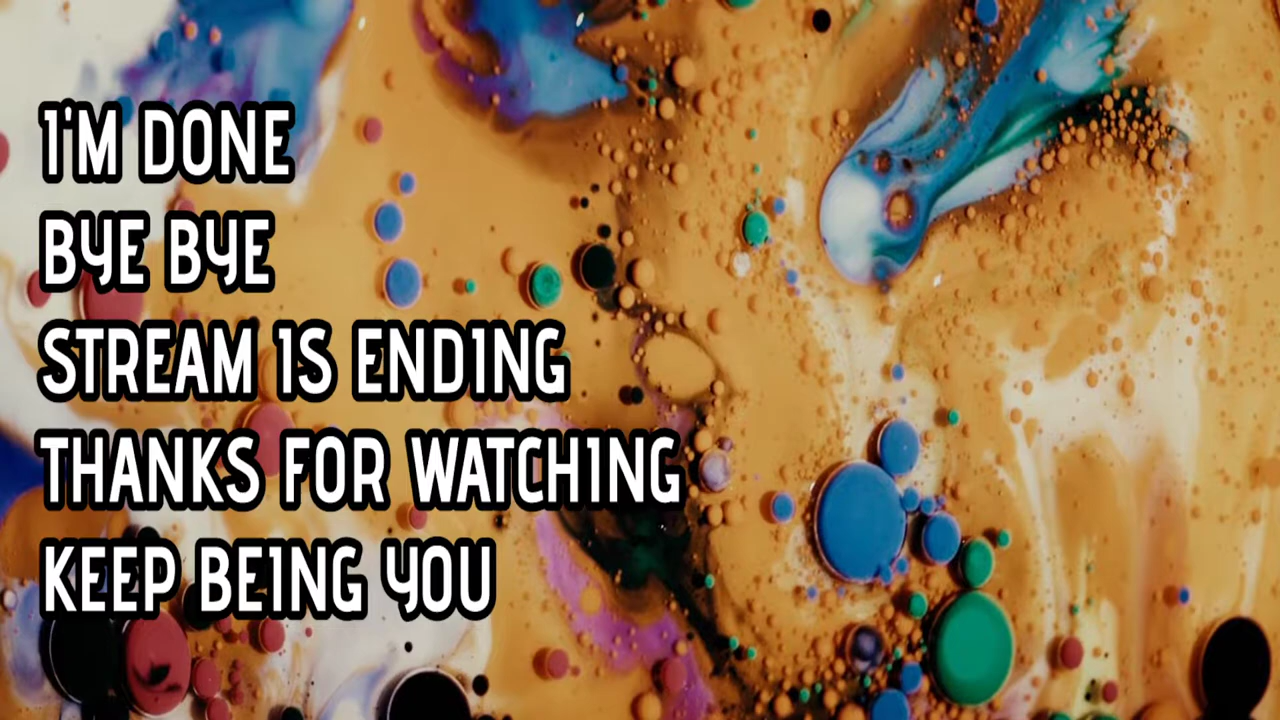 I'M DONE
BYE BYE
STREAM IS ENDING
THANKS FOR WATCHING
KEEP BEING YOU